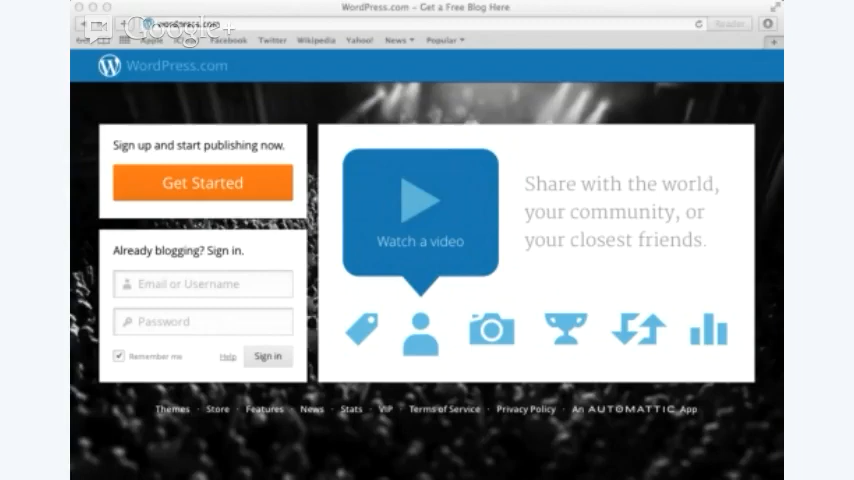 WordPress.com – Get a Free Blog Here
Google+
wordpress.com
Reader
Apple
Facebook
Twitter
Wikipedia
Yahoo!
News
Popular
WordPress.com
Sign up and start publishing now.
Get Started
Already blogging? Sign in.
Email or Username
Password
Remember me
Help
Sign in
Watch a video
Share with the world,
your community, or
your closest friends.
Themes · Store · Features · News · Stats · VIP · Terms of Service · Privacy Policy · An AUTOMATTIC App